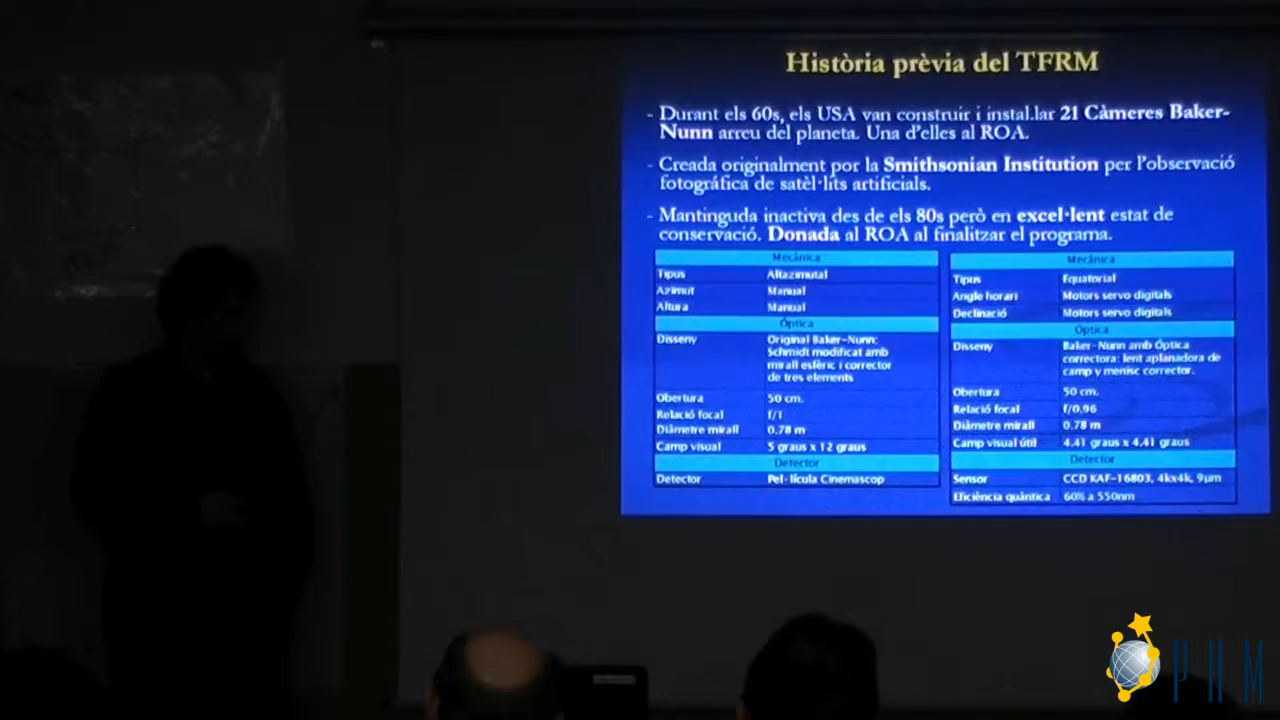 Història prèvia del TFRM
- Durant els 60s, els USA van construir i instal.lar 21 Càmeres Baker-
Nunn arreu del planeta. Una d'elles al ROA.
- Creada originalment por la Smithsonian Institution per l'observació
fotogràfica de satèl·lits artificials.
- Mantinguda inactiva des de els 80s però en excel·lent estat de
conservació. Donada al ROA al finalitzar el programa.
Mecànica
Tipus Altazimutal
Azimut Manual
Altura Manual
Óptica
Disseny Original Baker-Nunn:
Schmidt modificat amb
mirall esfèric i corrector
de tres elements
Obertura 50 cm.
Relació focal f/1
Diàmetre mirall 0,78 m
Camp visual 5 graus x 12 graus
Detector
Detector Pel·lícula Cinemascop
Mecánica
Tipus Equatorial
Angle horari Motors servo digitals
Declinació Motors servo digitals
Óptica
Disseny Baker-Nunn amb Óptica
correctora: lent aplanadora de
camp y menisc corrector.
Obertura 50 cm.
Relació focal f/0,96
Diàmetre mirall 0,78 m
Camp visual útil 4.41 graus x 4.41 graus
Detector
Sensor CCD KAF-16803, 4kx4k, 9µm
Eficiència quàntica 60% a 550nm
PHM